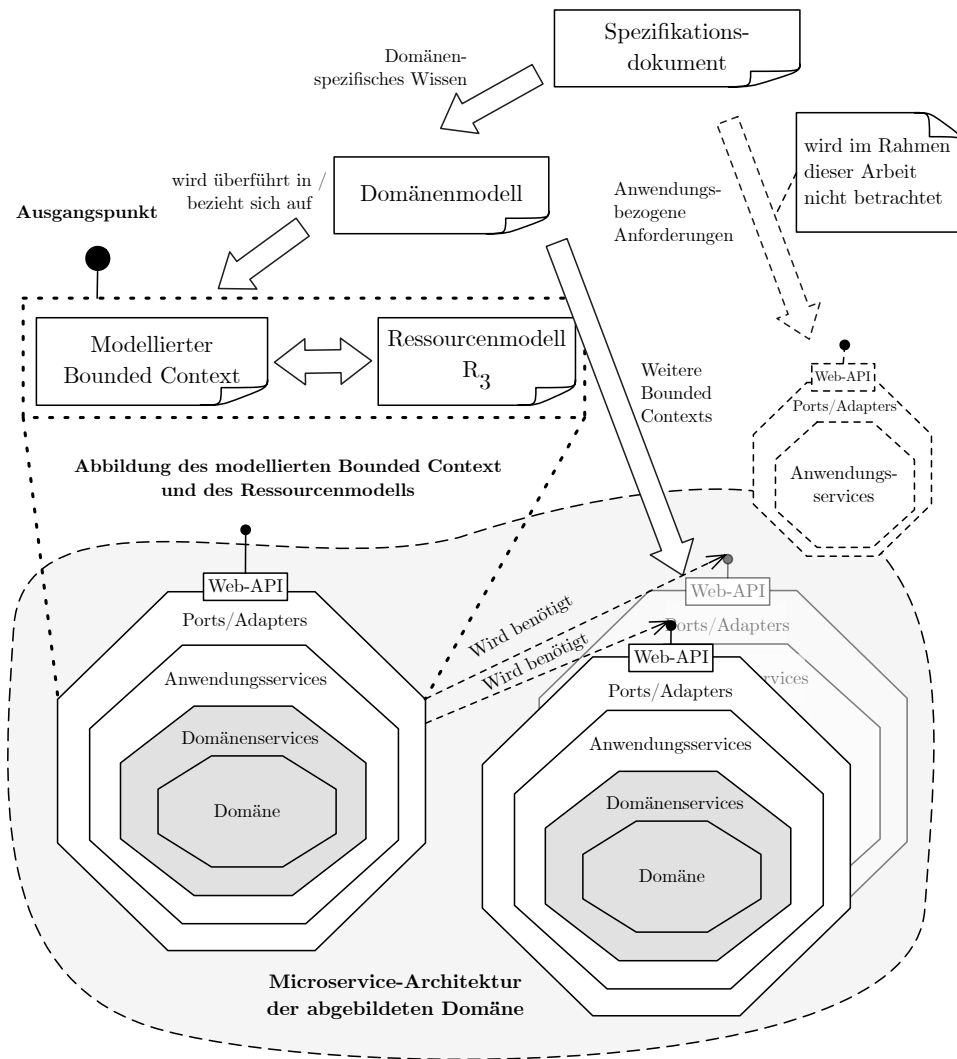 Spezifikations-
dokument
Domänen-
spezifisches Wissen
wird im Rahmen
dieser Arbeit
nicht betrachtet
wird überführt in /
bezieht sich auf
Domänenmodell
Anwendungs-
bezogene
Anforderungen
Ausgangspunkt
Modellierter
Bounded Context
Ressourcenmodell
R3
Weitere
Bounded
Contexts
Web-API
Ports/Adapters
Anwendungs-
services
Abbildung des modellierten Bounded Context
und des Ressourcenmodells
Web-API
Ports/Adapters
Anwendungsservices
Domänenservices
Domäne
Wird benötigt
Wird benötigt
Web-API
Ports/Adapters
services
Web-API
Ports/Adapters
Anwendungsservices
Domänenservices
Domäne
Microservice-Architektur
der abgebildeten Domäne